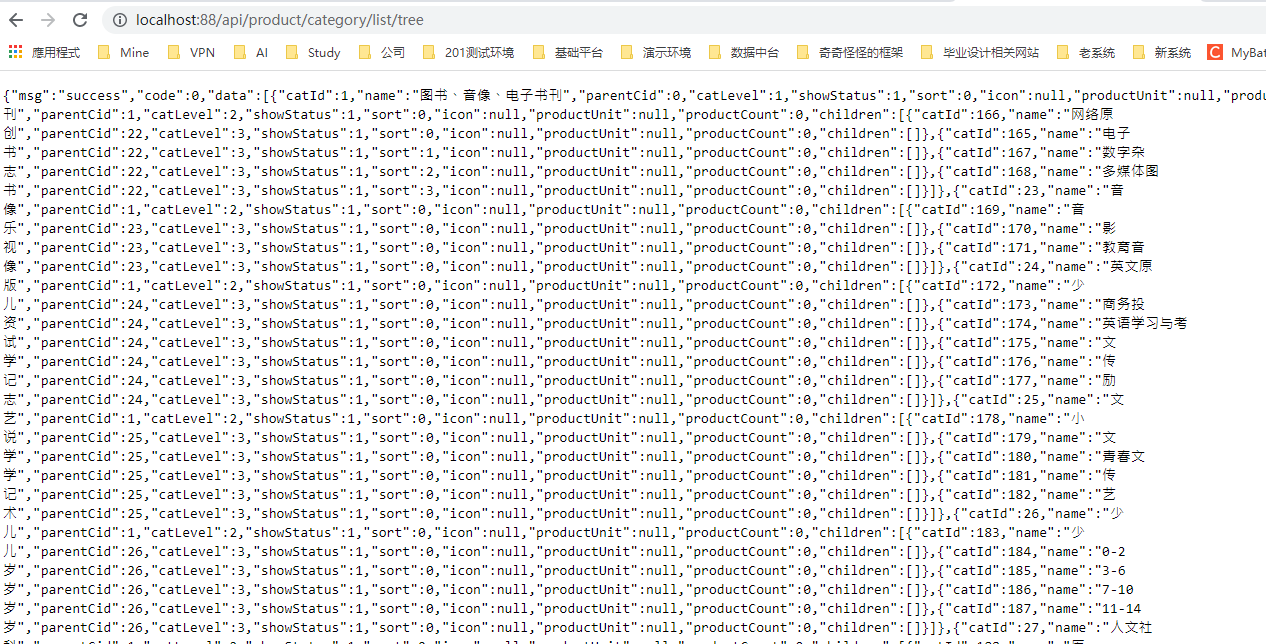 localhost:88/api/product/category/list/tree
應用程式 Mine VPN AI Study 公司 201测试环境 基础平台 演示环境 数据中台 奇奇怪怪的框架 毕业设计相关网站 老系统 新系统 C MyBat
{"msg":"success","code":0,"data":[{"catId":1,"name":"图书、音像、电子书刊","parentCid":0,"catLevel":1,"showStatus":1,"sort":0,"icon":null,"productUnit":null,"produ
刊","parentCid":1,"catLevel":2,"showStatus":1,"sort":0,"icon":null,"productUnit":null,"productCount":0,"children":[{"catId":166,"name":"网络原
创","parentCid":22,"catLevel":3,"showStatus":1,"sort":0,"icon":null,"productUnit":null,"productCount":0,"children":[]},{"catId":165,"name":"电子
书","parentCid":22,"catLevel":3,"showStatus":1,"sort":1,"icon":null,"productUnit":null,"productCount":0,"children":[]},{"catId":167,"name":"数字杂
志","parentCid":22,"catLevel":3,"showStatus":1,"sort":2,"icon":null,"productUnit":null,"productCount":0,"children":[]},{"catId":168,"name":"多媒体图
书","parentCid":22,"catLevel":3,"showStatus":1,"sort":3,"icon":null,"productUnit":null,"productCount":0,"children":[]}]},{"catId":23,"name":"音
像","parentCid":1,"catLevel":2,"showStatus":1,"sort":0,"icon":null,"productUnit":null,"productCount":0,"children":[{"catId":169,"name":"音
乐","parentCid":23,"catLevel":3,"showStatus":1,"sort":0,"icon":null,"productUnit":null,"productCount":0,"children":[]},{"catId":170,"name":"影
视","parentCid":23,"catLevel":3,"showStatus":1,"sort":0,"icon":null,"productUnit":null,"productCount":0,"children":[]},{"catId":171,"name":"教育音
像","parentCid":23,"catLevel":3,"showStatus":1,"sort":0,"icon":null,"productUnit":null,"productCount":0,"children":[]}]},{"catId":24,"name":"英文原
版","parentCid":1,"catLevel":2,"showStatus":1,"sort":0,"icon":null,"productUnit":null,"productCount":0,"children":[{"catId":172,"name":"少
儿","parentCid":24,"catLevel":3,"showStatus":1,"sort":0,"icon":null,"productUnit":null,"productCount":0,"children":[]},{"catId":173,"name":"商务投
资","parentCid":24,"catLevel":3,"showStatus":1,"sort":0,"icon":null,"productUnit":null,"productCount":0,"children":[]},{"catId":174,"name":"英语学习与考
试","parentCid":24,"catLevel":3,"showStatus":1,"sort":0,"icon":null,"productUnit":null,"productCount":0,"children":[]},{"catId":175,"name":"文
学","parentCid":24,"catLevel":3,"showStatus":1,"sort":0,"icon":null,"productUnit":null,"productCount":0,"children":[]},{"catId":176,"name":"传
记","parentCid":24,"catLevel":3,"showStatus":1,"sort":0,"icon":null,"productUnit":null,"productCount":0,"children":[]},{"catId":177,"name":"励
志","parentCid":24,"catLevel":3,"showStatus":1,"sort":0,"icon":null,"productUnit":null,"productCount":0,"children":[]}]},{"catId":25,"name":"文
艺","parentCid":1,"catLevel":2,"showStatus":1,"sort":0,"icon":null,"productUnit":null,"productCount":0,"children":[{"catId":178,"name":"小
说","parentCid":25,"catLevel":3,"showStatus":1,"sort":0,"icon":null,"productUnit":null,"productCount":0,"children":[]},{"catId":179,"name":"文
学","parentCid":25,"catLevel":3,"showStatus":1,"sort":0,"icon":null,"productUnit":null,"productCount":0,"children":[]},{"catId":180,"name":"青春文
学","parentCid":25,"catLevel":3,"showStatus":1,"sort":0,"icon":null,"productUnit":null,"productCount":0,"children":[]},{"catId":181,"name":"传
记","parentCid":25,"catLevel":3,"showStatus":1,"sort":0,"icon":null,"productUnit":null,"productCount":0,"children":[]},{"catId":182,"name":"艺
术","parentCid":25,"catLevel":3,"showStatus":1,"sort":0,"icon":null,"productUnit":null,"productCount":0,"children":[]}]},{"catId":26,"name":"少
儿","parentCid":1,"catLevel":2,"showStatus":1,"sort":0,"icon":null,"productUnit":null,"productCount":0,"children":[{"catId":183,"name":"少
儿","parentCid":26,"catLevel":3,"showStatus":1,"sort":0,"icon":null,"productUnit":null,"productCount":0,"children":[]},{"catId":184,"name":"0-2
岁","parentCid":26,"catLevel":3,"showStatus":1,"sort":0,"icon":null,"productUnit":null,"productCount":0,"children":[]},{"catId":185,"name":"3-6
岁","parentCid":26,"catLevel":3,"showStatus":1,"sort":0,"icon":null,"productUnit":null,"productCount":0,"children":[]},{"catId":186,"name":"7-10
岁","parentCid":26,"catLevel":3,"showStatus":1,"sort":0,"icon":null,"productUnit":null,"productCount":0,"children":[]},{"catId":187,"name":"11-14
岁","parentCid":26,"catLevel":3,"showStatus":1,"sort":0,"icon":null,"productUnit":null,"productCount":0,"children":[]}]},{"catId":27,"name":"人文社